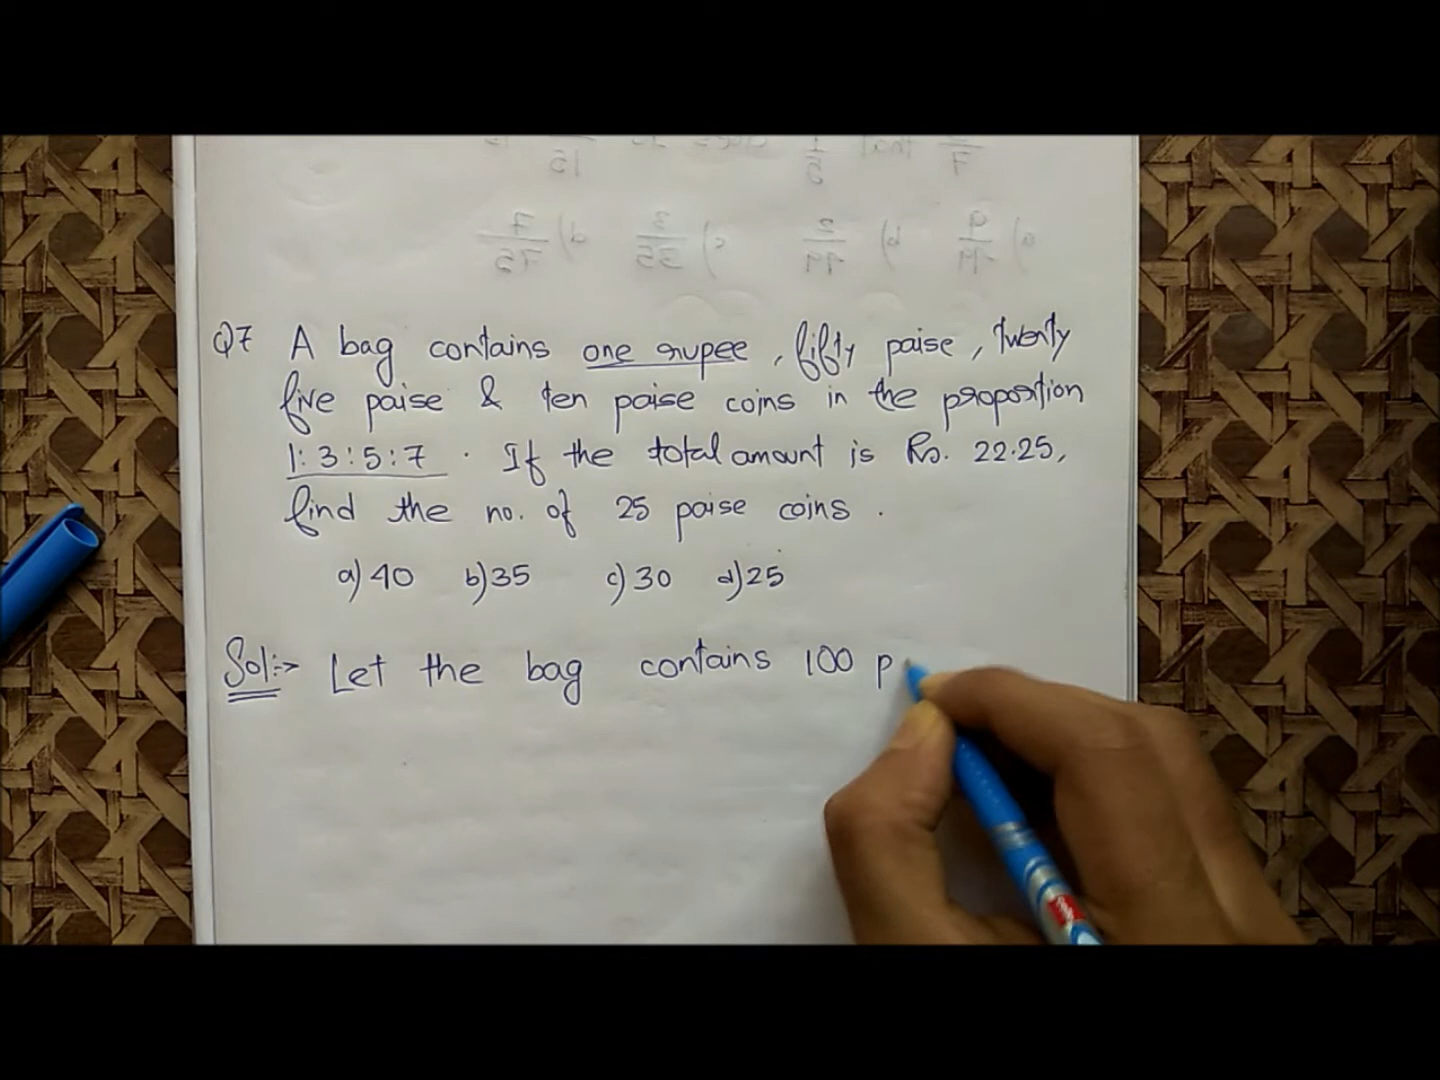 Q7 A bag contains one rupee, fifty paise, twenty
five paise & ten paise coins in the proportion
1:3:5:7. If the total amount is Rs. 22.25,
find the no. of 25 paise coins.
a) 40 b) 35 c) 30 d) 25
Sol:-> Let the bag contains 100 p